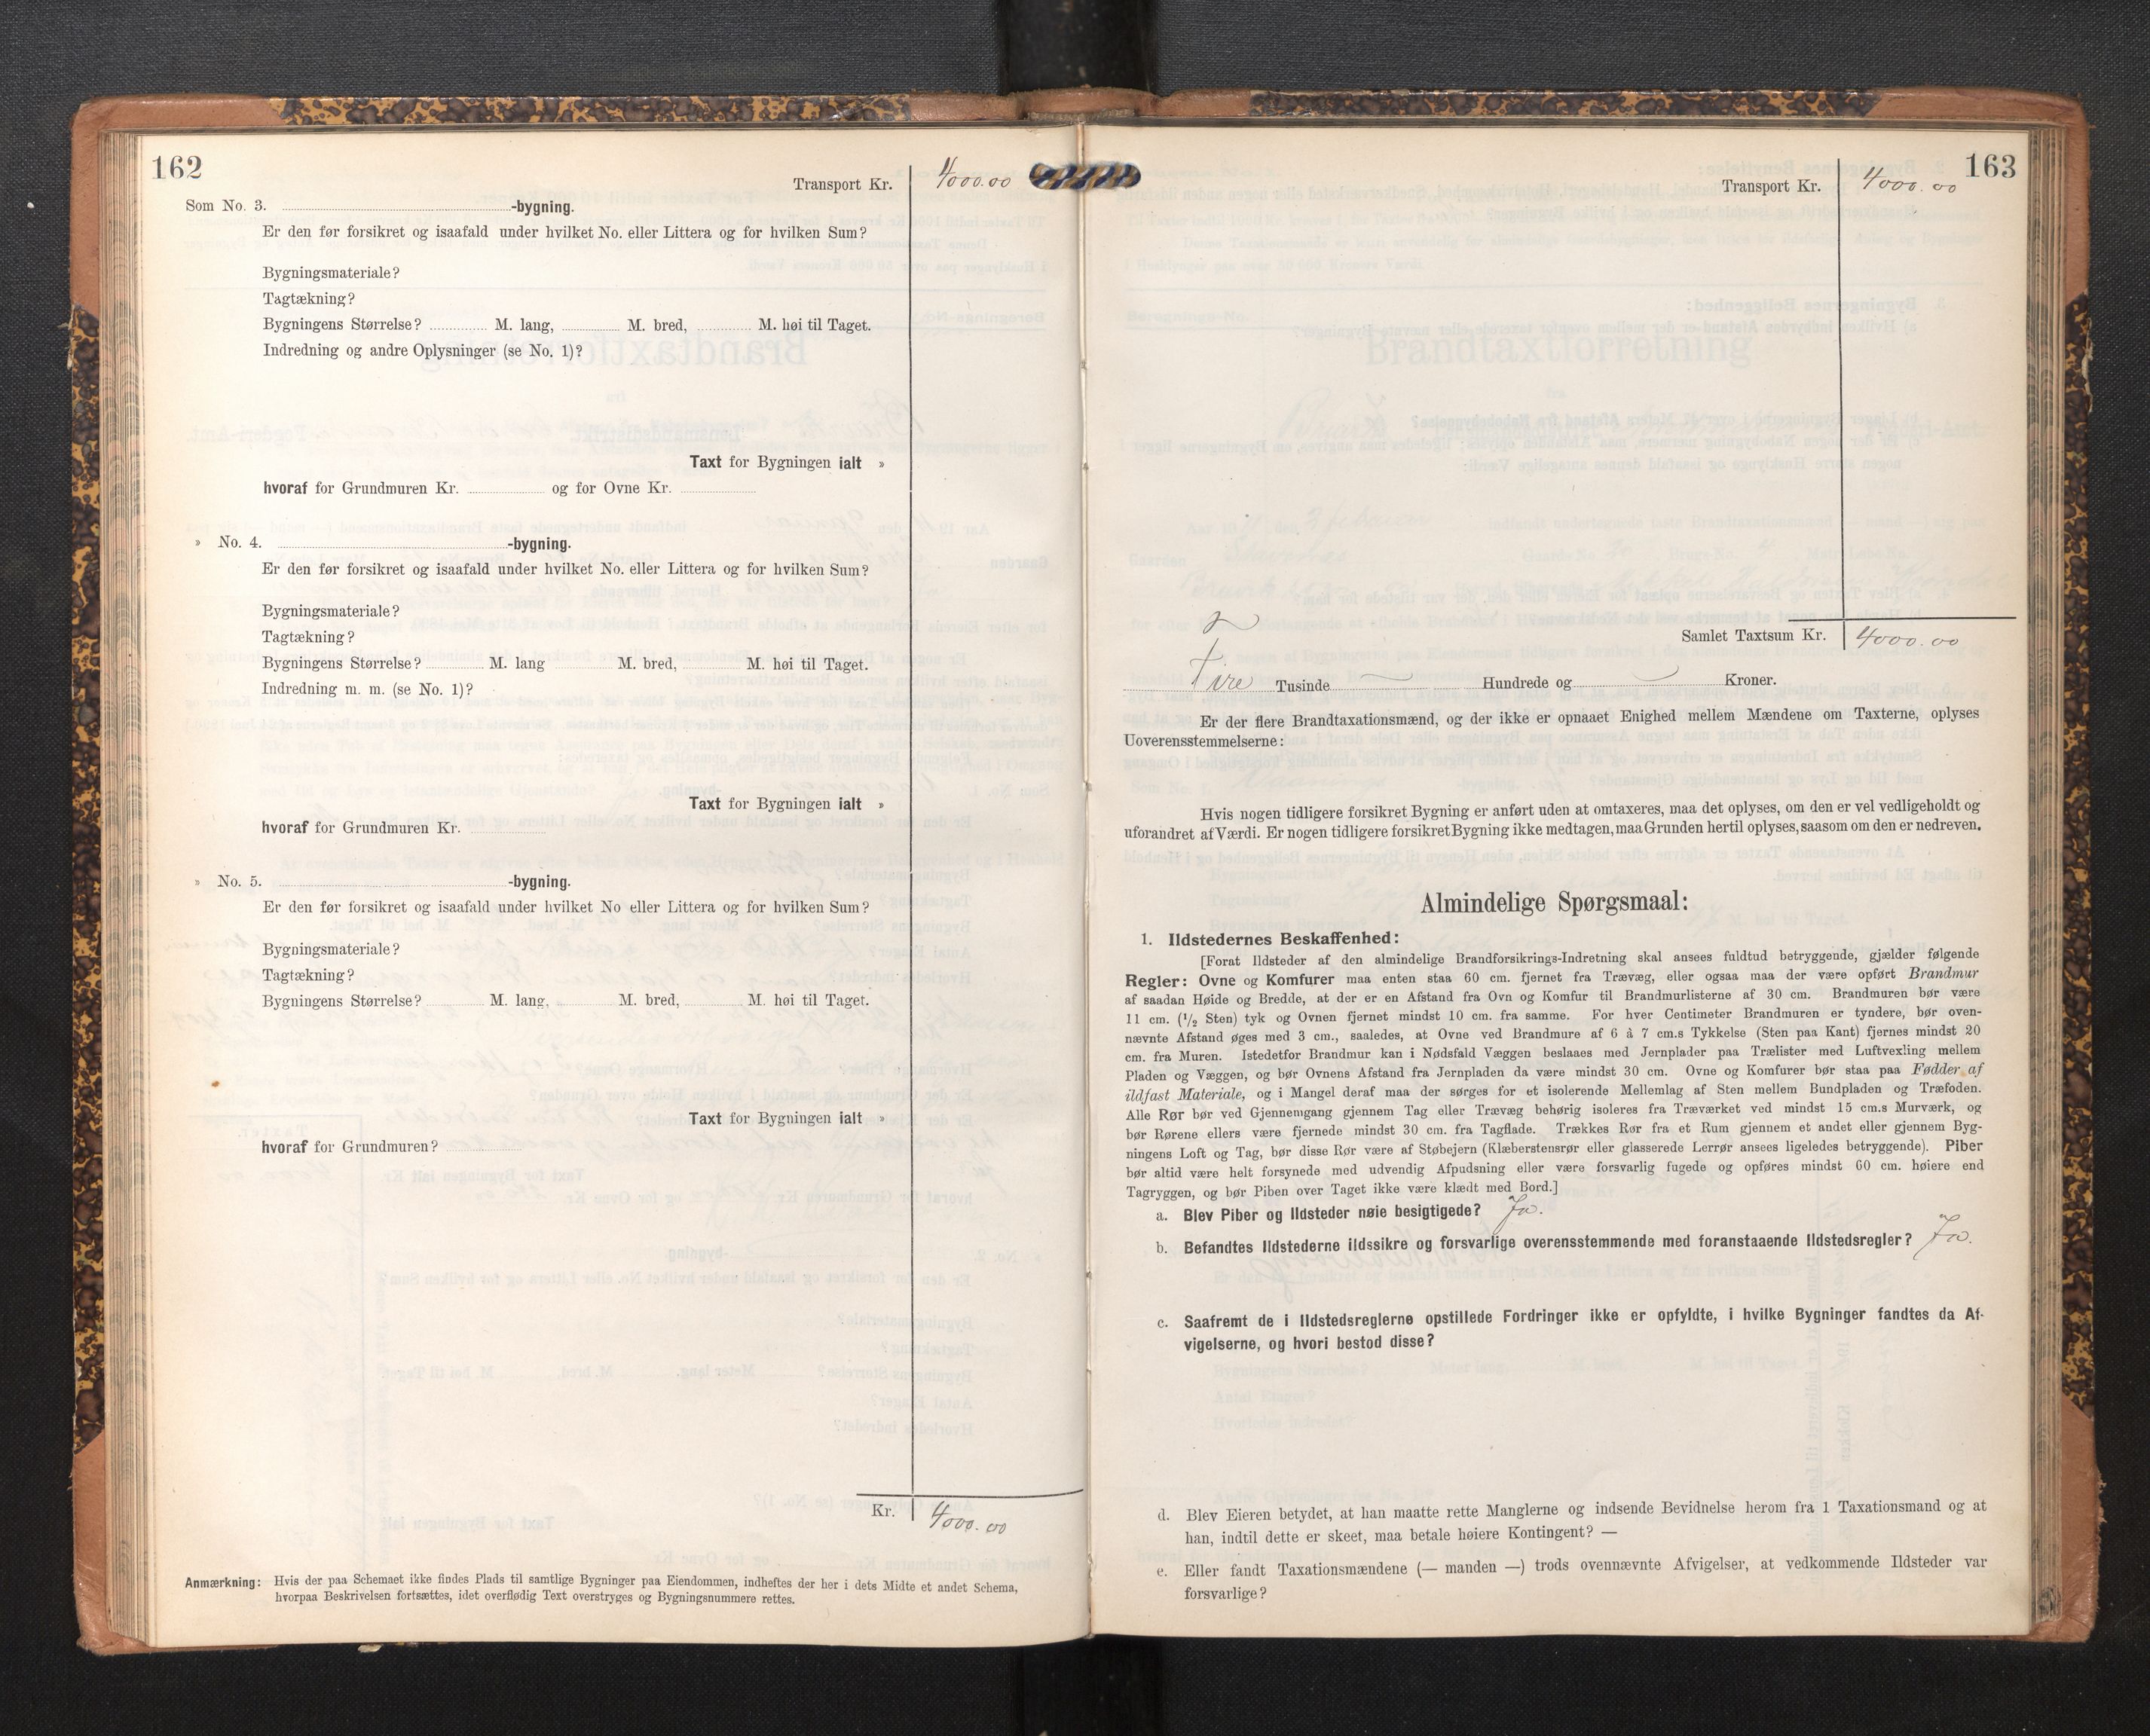 162
Transport Kr. 4000.00
Som No. 3. -bygning.
Er den før forsikret og isaafald under hvilket No. eller Littera og for hvilken Sum?
Bygningsmateriale?
Tagtækning?
Bygningens Størrelse? M. lang, M. bred, M. høi til Taget.
Indredning og andre Oplysninger (se No. 1)?
Taxt for Bygningen ialt »
hvoraf for Grundmuren Kr. og for Ovne Kr.
» No. 4. -bygning.
Er den før forsikret og isaafald under hvilket No. eller Littera og for hvilken Sum?
Bygningsmateriale?
Tagtækning?
Bygningens Størrelse? M. lang M. bred, M. høi til Taget.
Indredning m. m. (se No. 1)?
Taxt for Bygningen ialt »
hvoraf for Grundmuren Kr.
» No. 5. -bygning.
Er den før forsikret og isaafald under hvilket No eller Littera og for hvilken Sum?
Bygningsmateriale?
Tagtækning?
Bygningens Størrelse? M. lang, M. bred, M. høi til Taget.
Taxt for Bygningen ialt »
hvoraf for Grundmuren?
Kr. 4000.00
Anmærkning: Hvis der paa Schemaet ikke findes Plads til samtlige Bygninger paa Eiendommen, indheftes der her i dets Midte et andet Schema,
hvorpaa Beskrivelsen fortsættes, idet overflødig Text overstryges og Bygningsnummere rettes.
163
Transport Kr. 4000.00
Samlet Taxtsum Kr. 4000.00
Fire Tusinde Hundrede og Kroner.
Er der flere Brandtaxationsmænd, og der ikke er opnaaet Enighed mellem Mændene om Taxterne, oplyses
Uoverensstemmelserne:
Hvis nogen tidligere forsikret Bygning er anført uden at omtaxeres, maa det oplyses, om den er vel vedligeholdt og
uforandret af Værdi. Er nogen tidligere forsikret Bygning ikke medtagen, maa Grunden hertil oplyses, saasom om den er nedreven.
Almindelige Spørgsmaal:
1. Ildstedernes Beskaffenhed:
[Forat Ildsteder af den almindelige Brandforsikrings-Indretning skal ansees fuldtud betryggende, gjælder følgende
Regler: Ovne og Komfurer maa enten staa 60 cm. fjernet fra Trævæg, eller ogsaa maa der være opført Brandmur
af saadan Høide og Bredde, at der er en Afstand fra Ovn og Komfur til Brandmurlisterne af 30 cm. Brandmuren bør være
11 cm. (1/2 Sten) tyk og Ovnen fjernet mindst 10 cm. fra samme. For hver Centimeter Brandmuren er tyndere, bør oven-
nævnte Afstand øges med 3 cm., saaledes, at Ovne ved Brandmure af 6 à 7 cm.s Tykkelse (Sten paa Kant) fjernes mindst 20
cm. fra Muren. Istedetfor Brandmur kan i Nødsfald Væggen beslaaes med Jernplader paa Trælister med Luftvexling mellem
Pladen og Væggen, og bør Ovnens Afstand fra Jernpladen da være mindst 30 cm. Ovne og Komfurer bør staa paa Fødder af
ildfast Materiale, og i Mangel deraf maa der sørges for et isolerende Mellemlag af Sten mellem Bundpladen og Træfoden.
Alle Rør bør ved Gjennemgang gjennem Tag eller Trævæg behørig isoleres fra Træværket ved mindst 15 cm.s Murværk, og
bør Rørene ellers være fjernede mindst 30 cm. fra Tagflade. Trækkes Rør fra et Rum gjennem et andet eller gjennem Byg-
ningens Loft og Tag, bør disse Rør være af Støbejern (Klæberstensrør eller glasserede Lerrør ansees ligeledes betryggende). Piber
bør altid være helt forsynede med udvendig Afpudsning eller være forsvarlig fugede og opføres mindst 60 cm. høiere end
Tagryggen, og bør Piben over Taget ikke være klædt med Bord.]
a. Blev Piber og Ildsteder nøie besigtigede? Ja.
b. Befandtes Ildstederne ildssikre og forsvarlige overensstemmende med foranstaaende Ildstedsregler? Ja.
c. Saafremt de i Ildstedsreglerne opstillede Fordringer ikke er opfyldte, i hvilke Bygninger fandtes da Af-
vigelserne, og hvori bestod disse?
d. Blev Eieren betydet, at han maatte rette Manglerne og indsende Bevidnelse herom fra 1 Taxationsmand og at
han, indtil dette er skeet, maa betale høiere Kontingent? —
e. Eller fandt Taxationsmændene (— manden —) trods ovennævnte Afvigelser, at vedkommende Ildsteder var
forsvarlige?